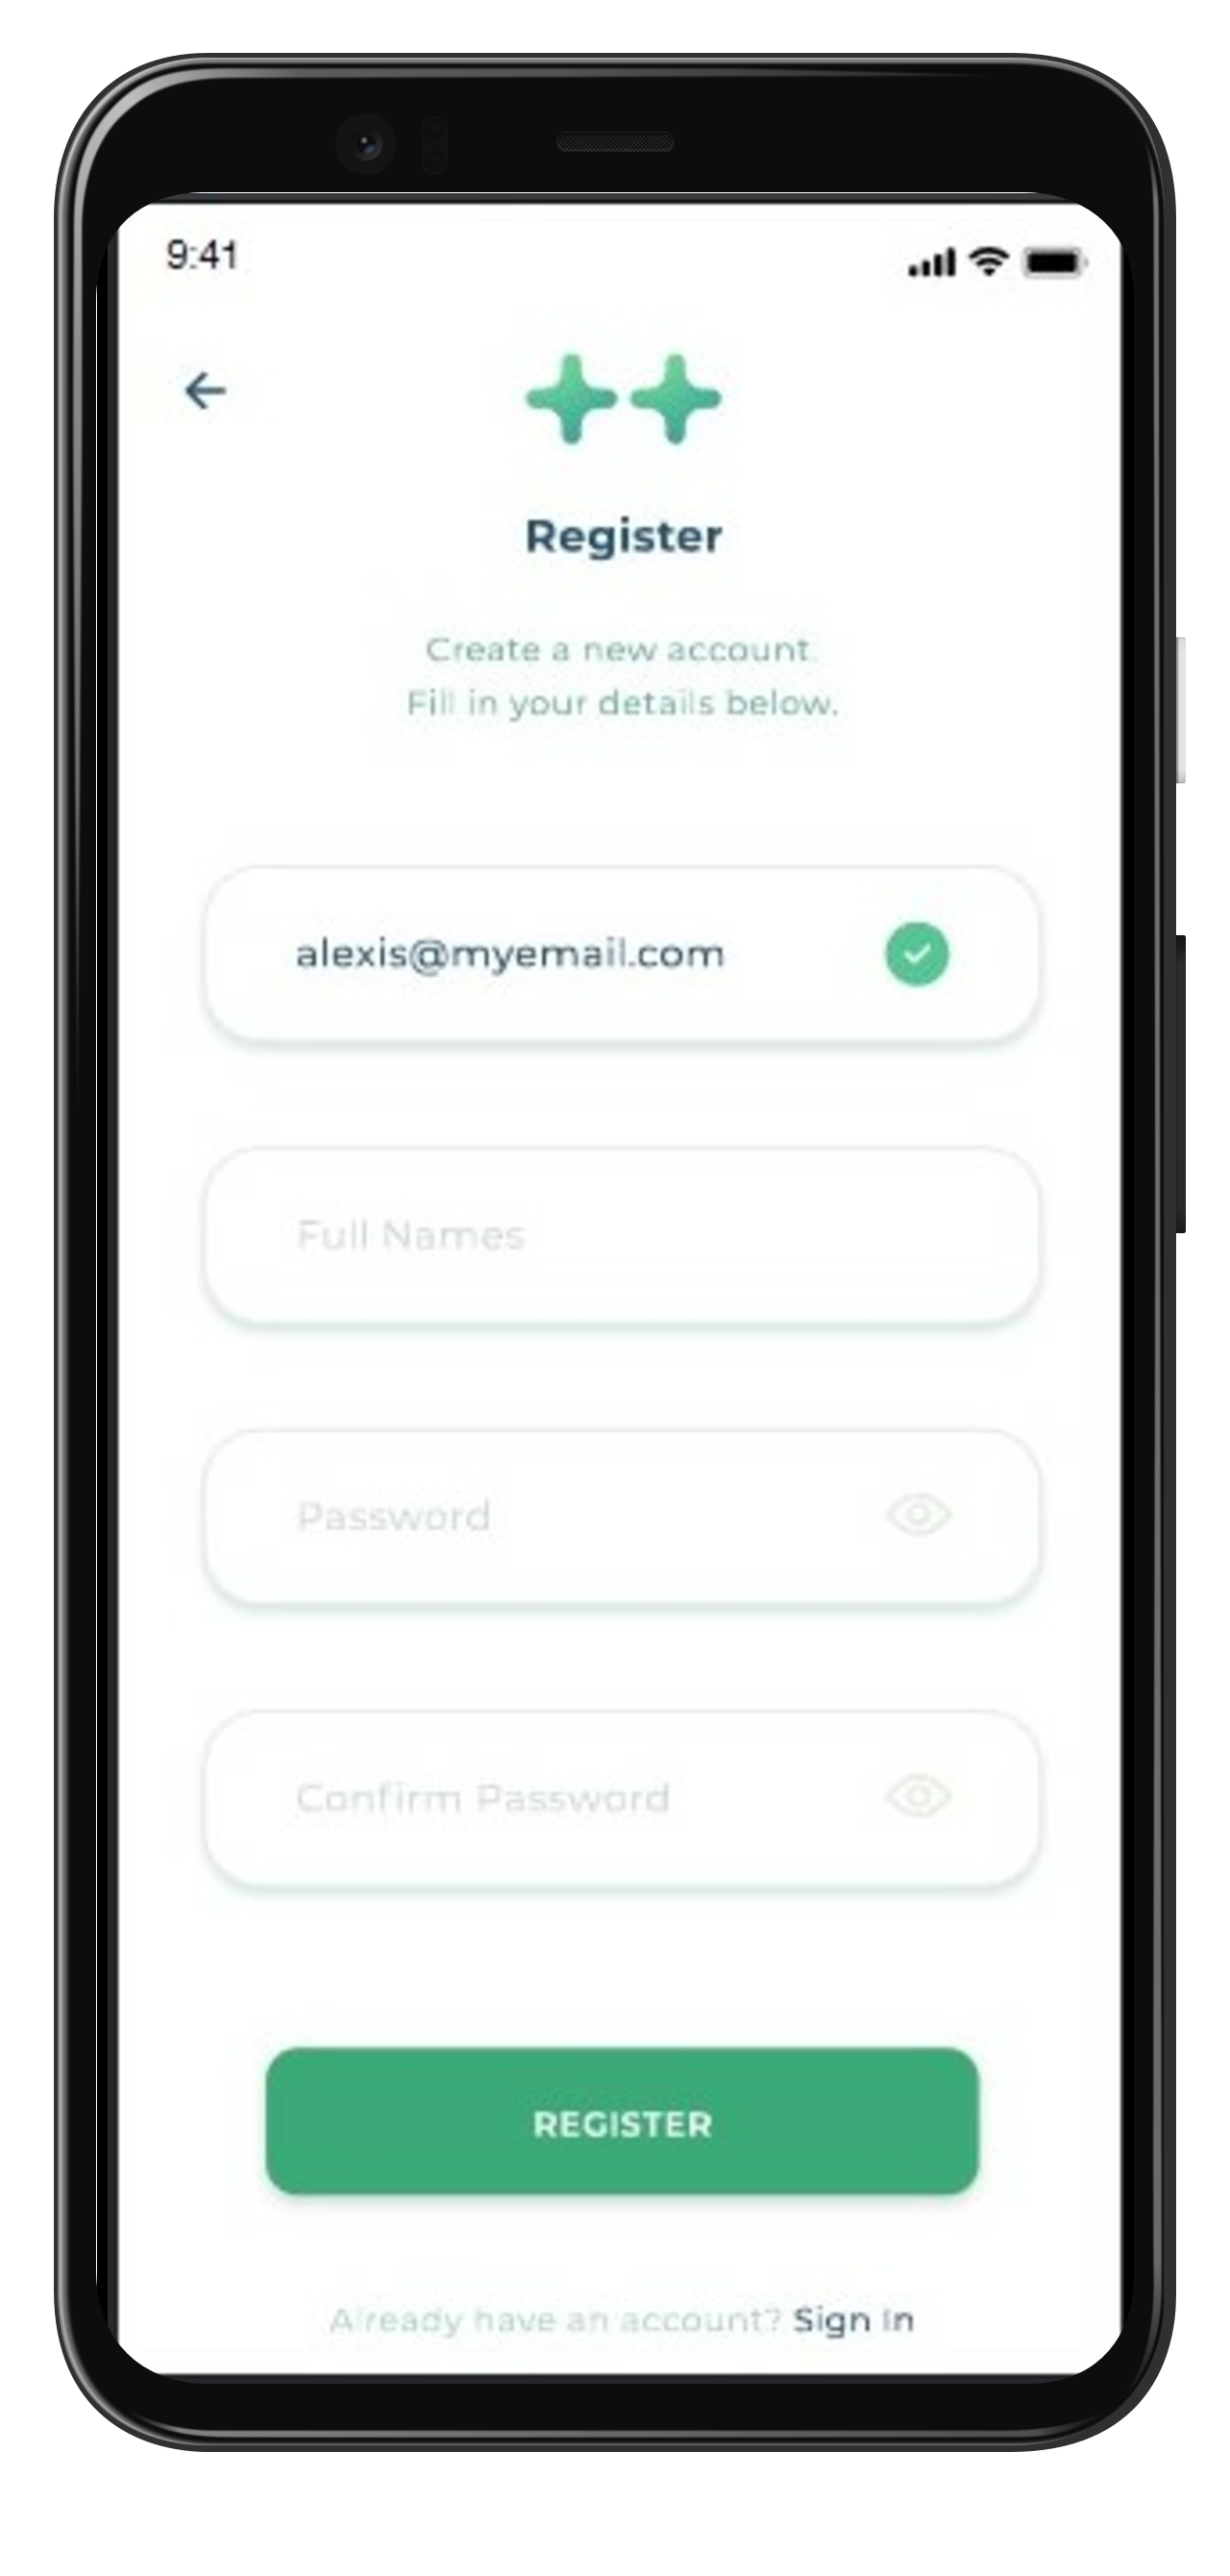 9:41
Register
Create a new account.
Fill in your details below.
alexis@myemail.com
Full Names
Password
Confirm Password
REGISTER
Already have an account? Sign In